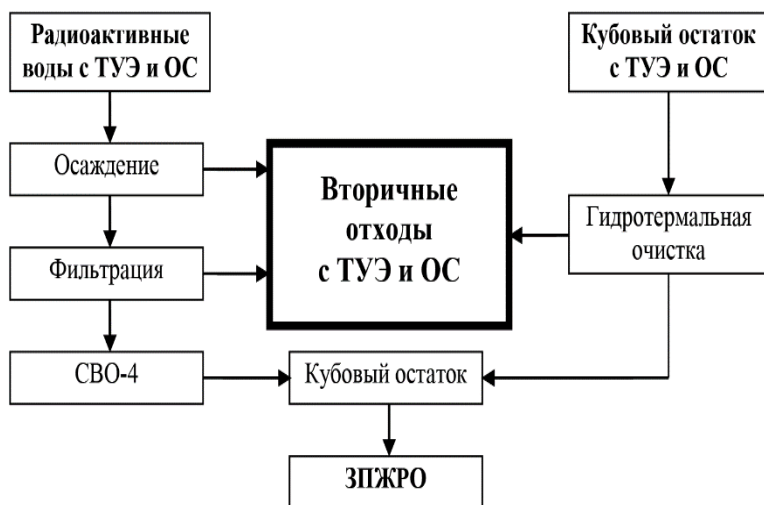 Радиоактивные
воды с ТУЭ и ОС
Кубовый остаток
с ТУЭ и ОС
Осаждение
Вторичные
отходы
с ТУЭ и ОС
Гидротермальная
очистка
Фильтрация
СВО-4
Кубовый остаток
ЗПЖРО